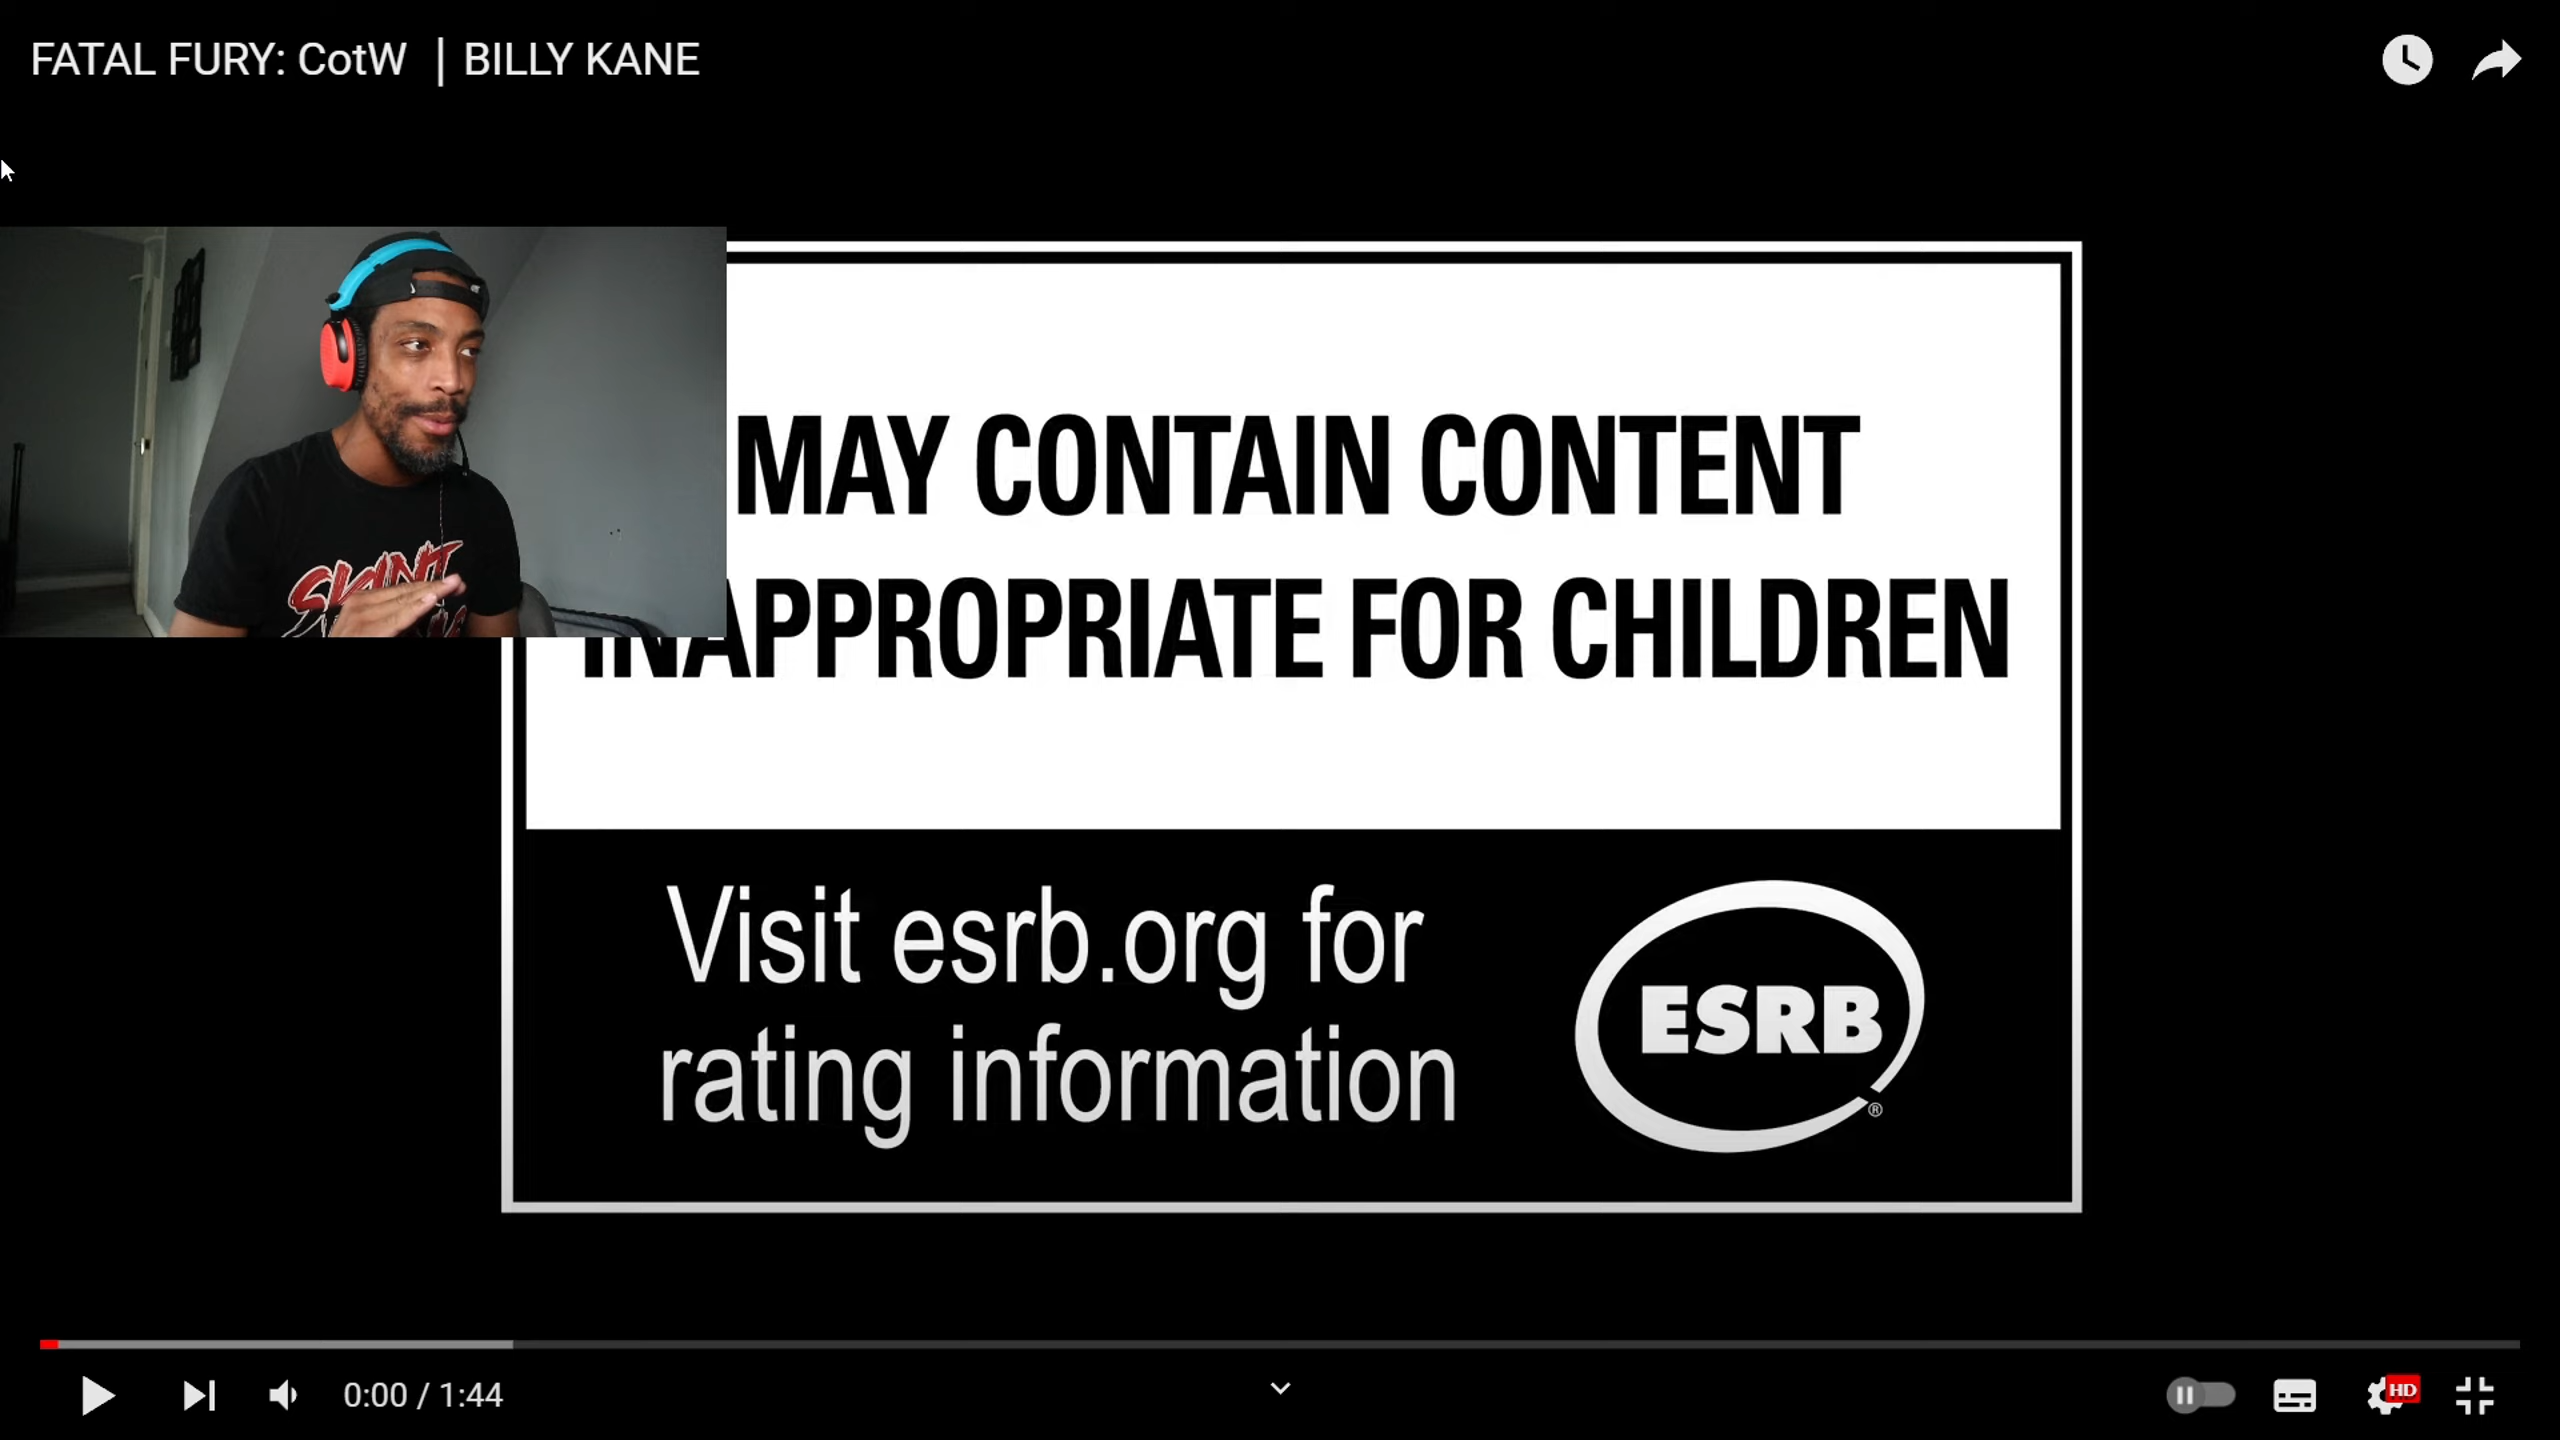 FATAL FURY: CotW | BILLY KANE
MAY CONTAIN CONTENT
INAPPROPRIATE FOR CHILDREN
Visit esrb.org for
rating information
ESRB
®
0:00 / 1:44
HD